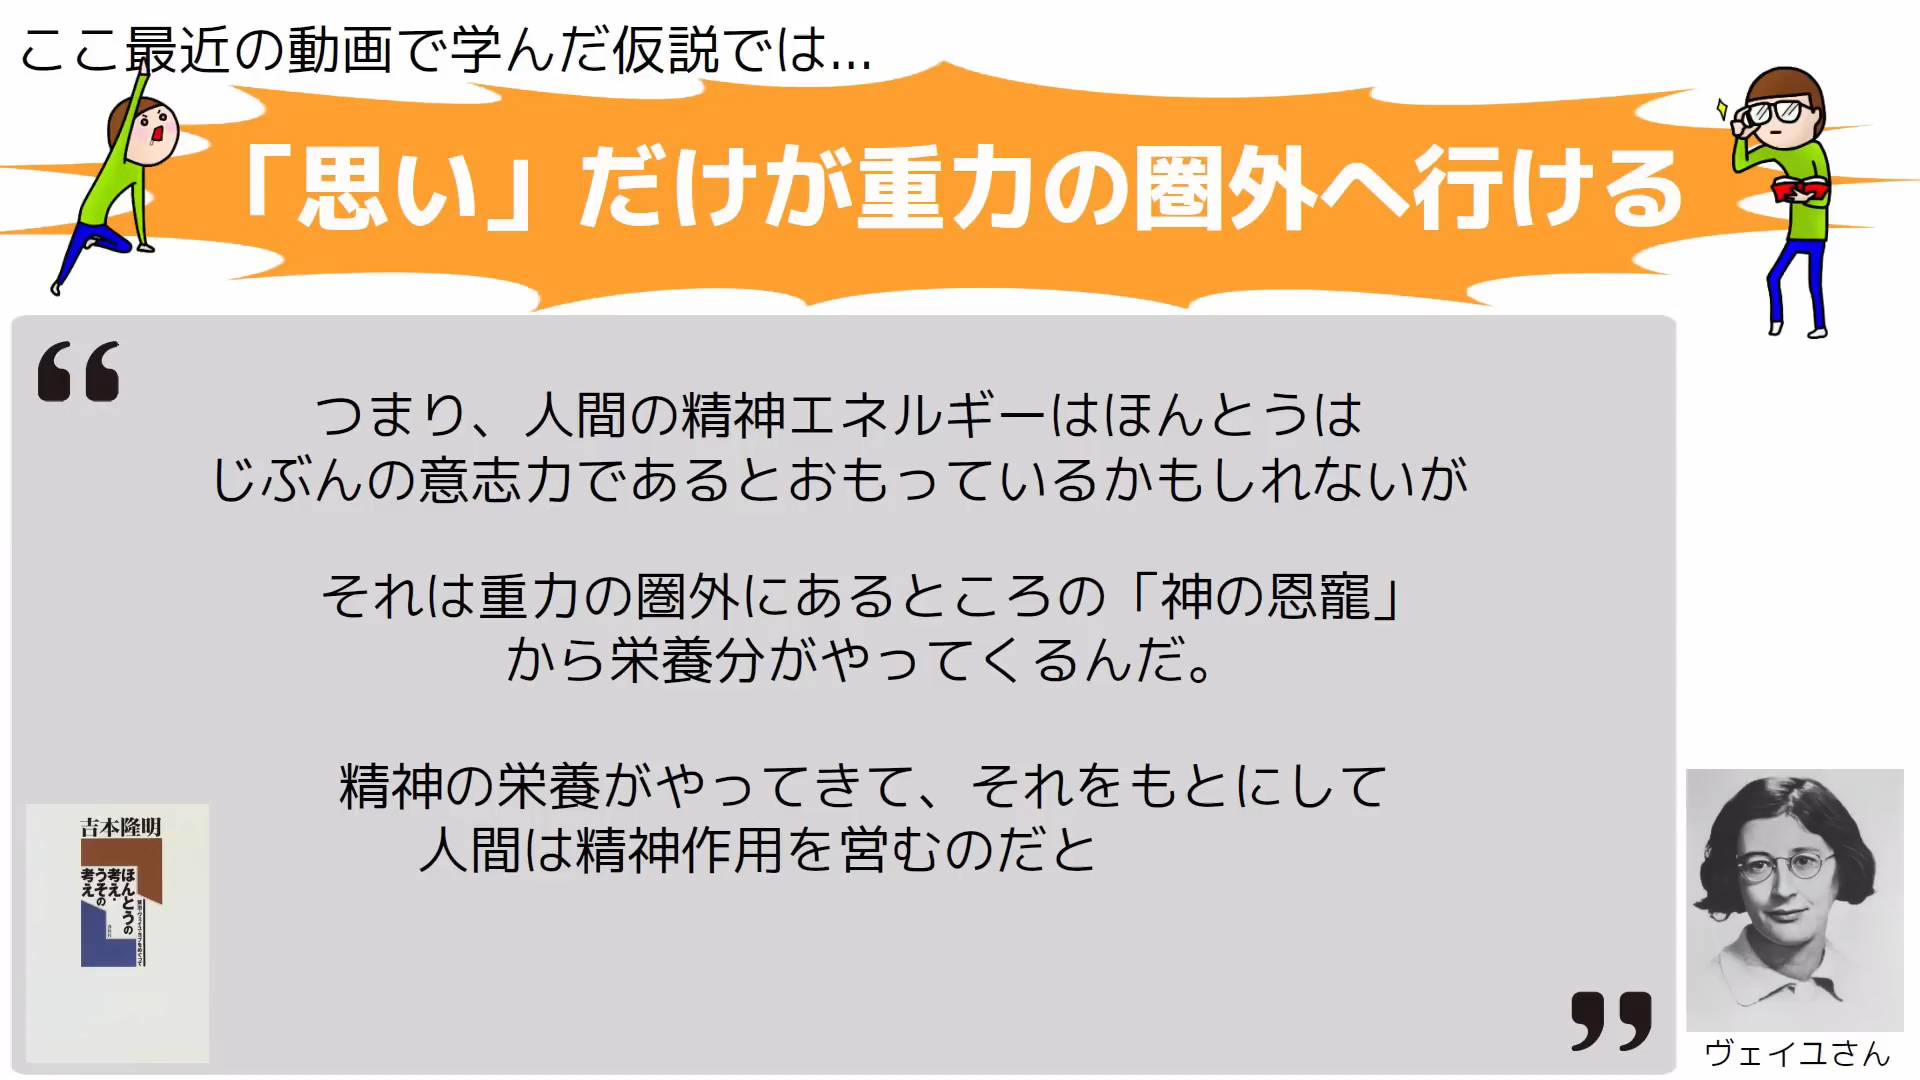 ここ最近の動画で学んだ仮説では...
「思い」だけが重力の圏外へ行ける
つまり、人間の精神エネルギーはほんとうは
じぶんの意志力であるとおもっているかもしれないが
それは重力の圏外にあるところの「神の恩寵」
から栄養分がやってくるんだ。
精神の栄養がやってきて、それをもとにして
人間は精神作用を営むのだと
吉本隆明
ほんとうの
考え・
うその
考え
ヴェイユさん